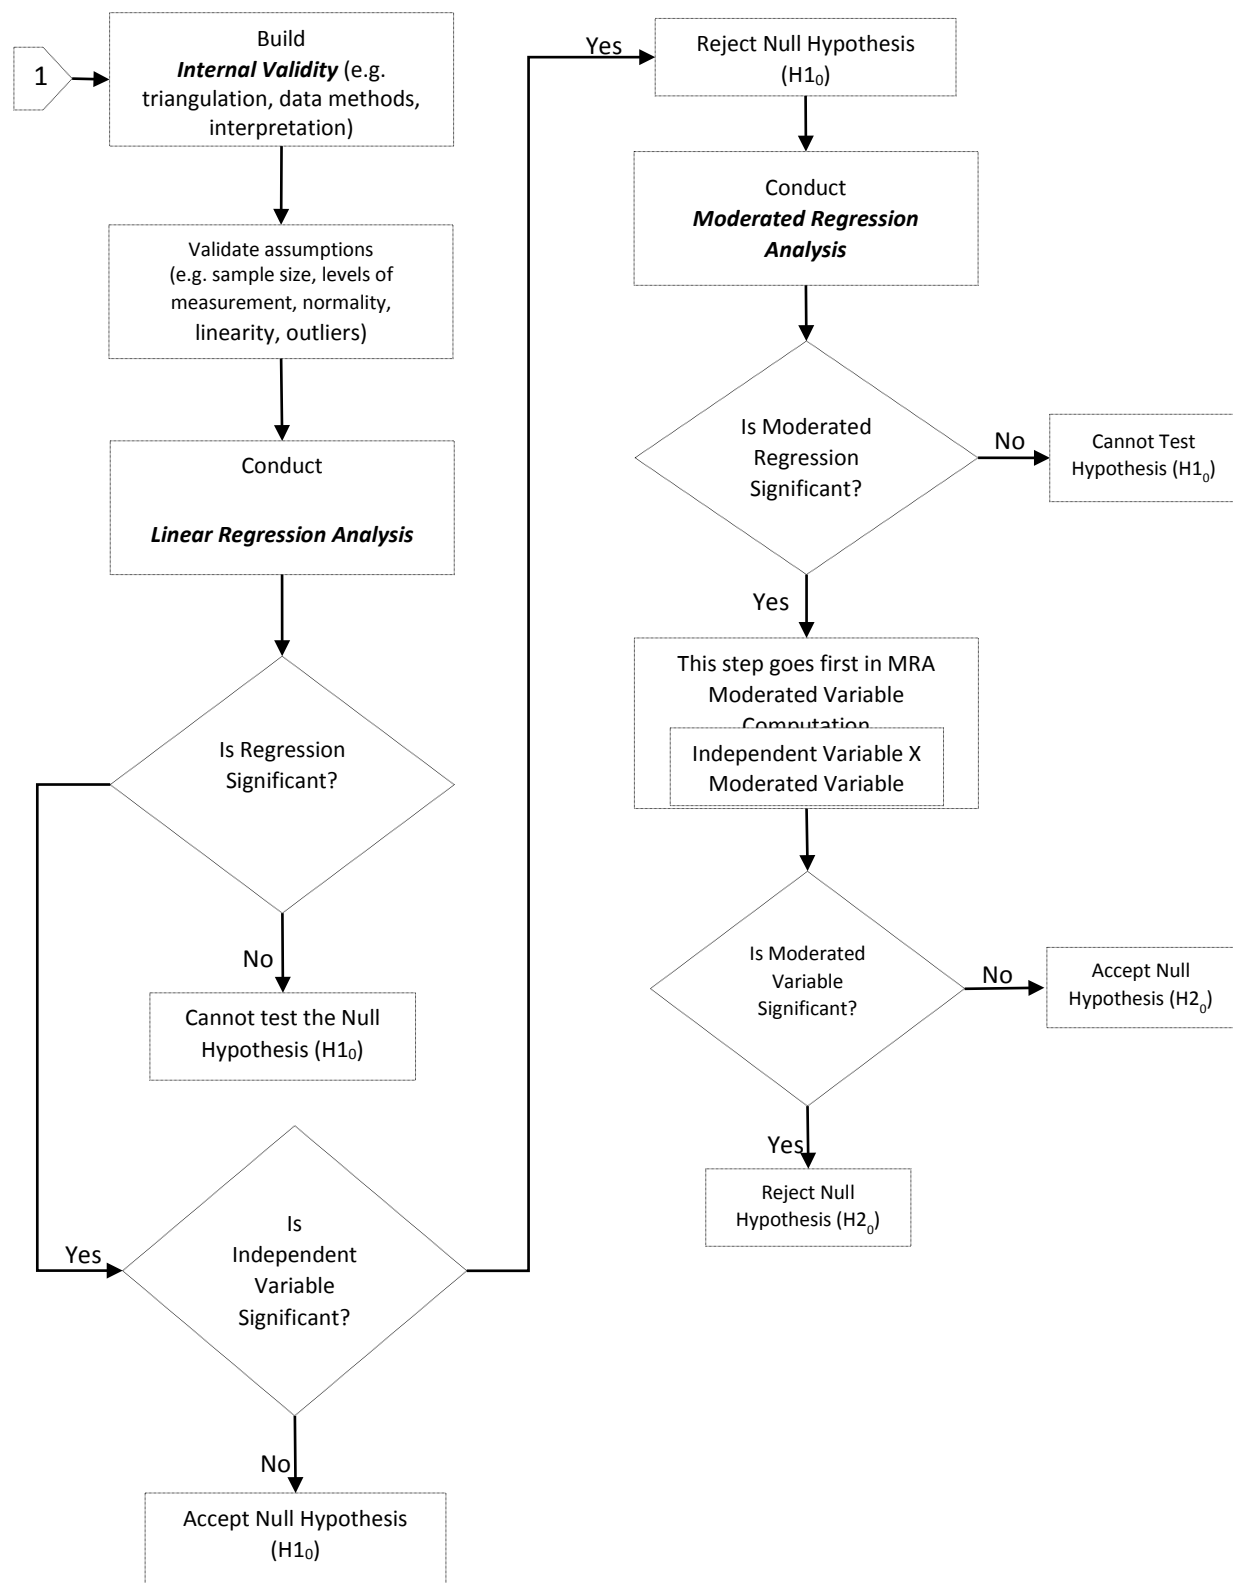 1
Build
Internal Validity (e.g.
triangulation, data methods,
interpretation)
Validate assumptions
(e.g. sample size, levels of
measurement, normality,
linearity, outliers)
Conduct
Linear Regression Analysis
Is Regression
Significant?
No
Cannot test the Null
Hypothesis (H1₀)
Yes
Is
Independent
Variable
Significant?
No
Accept Null Hypothesis
(H1₀)
Yes
Reject Null Hypothesis
(H1₀)
Conduct
Moderated Regression
Analysis
Is Moderated
Regression
Significant?
No
Cannot Test
Hypothesis (H1₀)
Yes
This step goes first in MRA
Moderated Variable
Computation
Independent Variable X
Moderated Variable
Is Moderated
Variable
Significant?
No
Accept Null
Hypothesis (H2₀)
Yes
Reject Null
Hypothesis (H2₀)